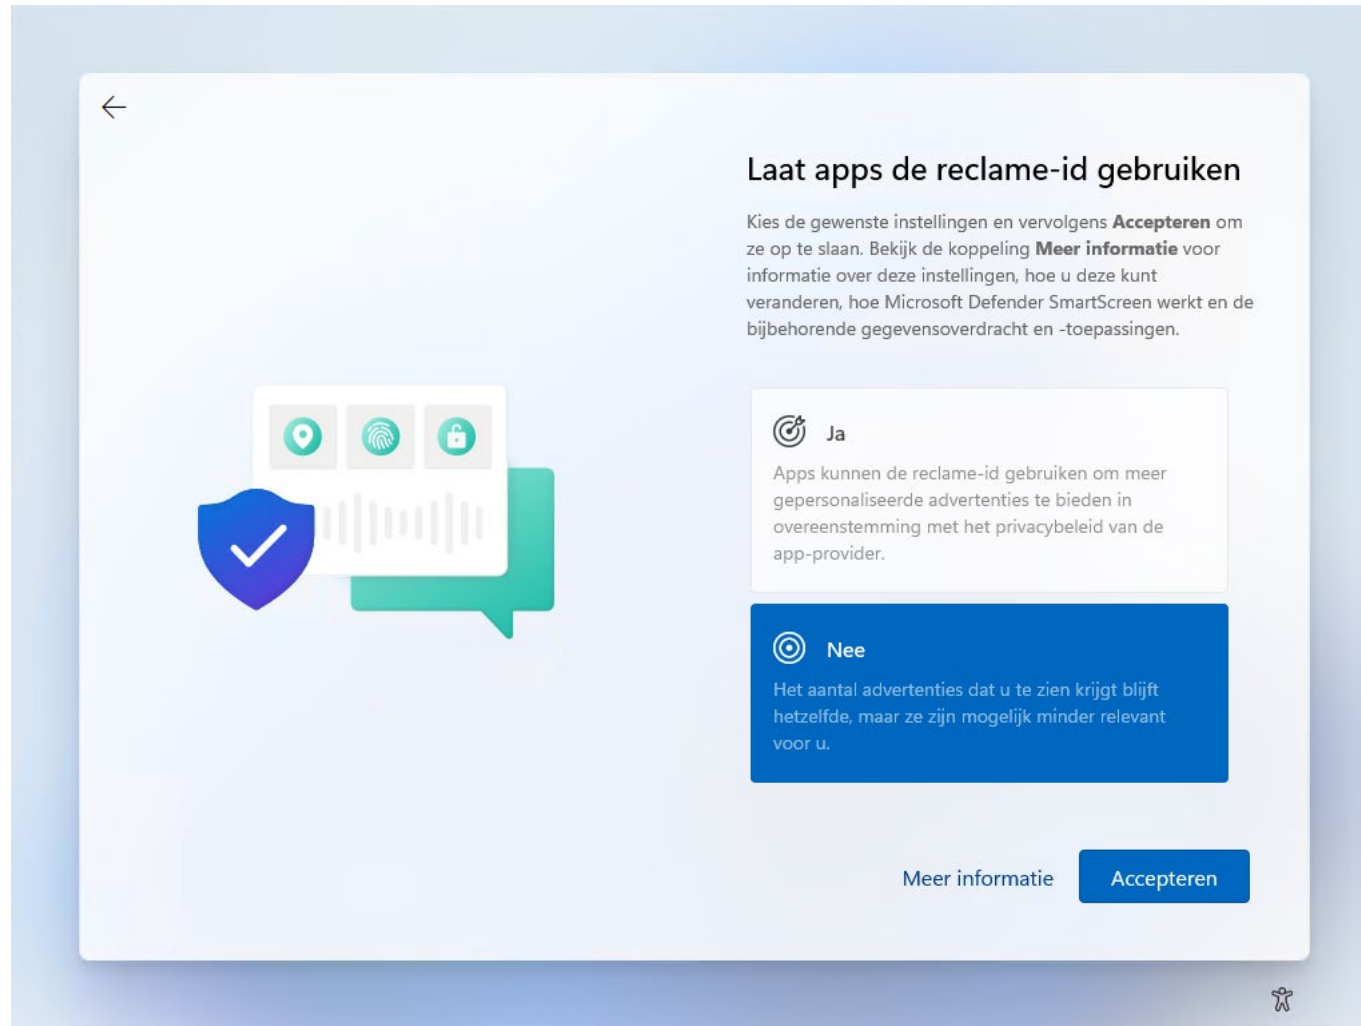 Laat apps de reclame-id gebruiken
Kies de gewenste instellingen en vervolgens Accepteren om
ze op te slaan. Bekijk de koppeling Meer informatie voor
informatie over deze instellingen, hoe u deze kunt
veranderen, hoe Microsoft Defender SmartScreen werkt en de
bijbehorende gegevensoverdracht en -toepassingen.
Ja
Apps kunnen de reclame-id gebruiken om meer
gepersonaliseerde advertenties te bieden in
overeenstemming met het privacybeleid van de
app-provider.
Nee
Het aantal advertenties dat u te zien krijgt blijft
hetzelfde, maar ze zijn mogelijk minder relevant
voor u.
Meer informatie
Accepteren